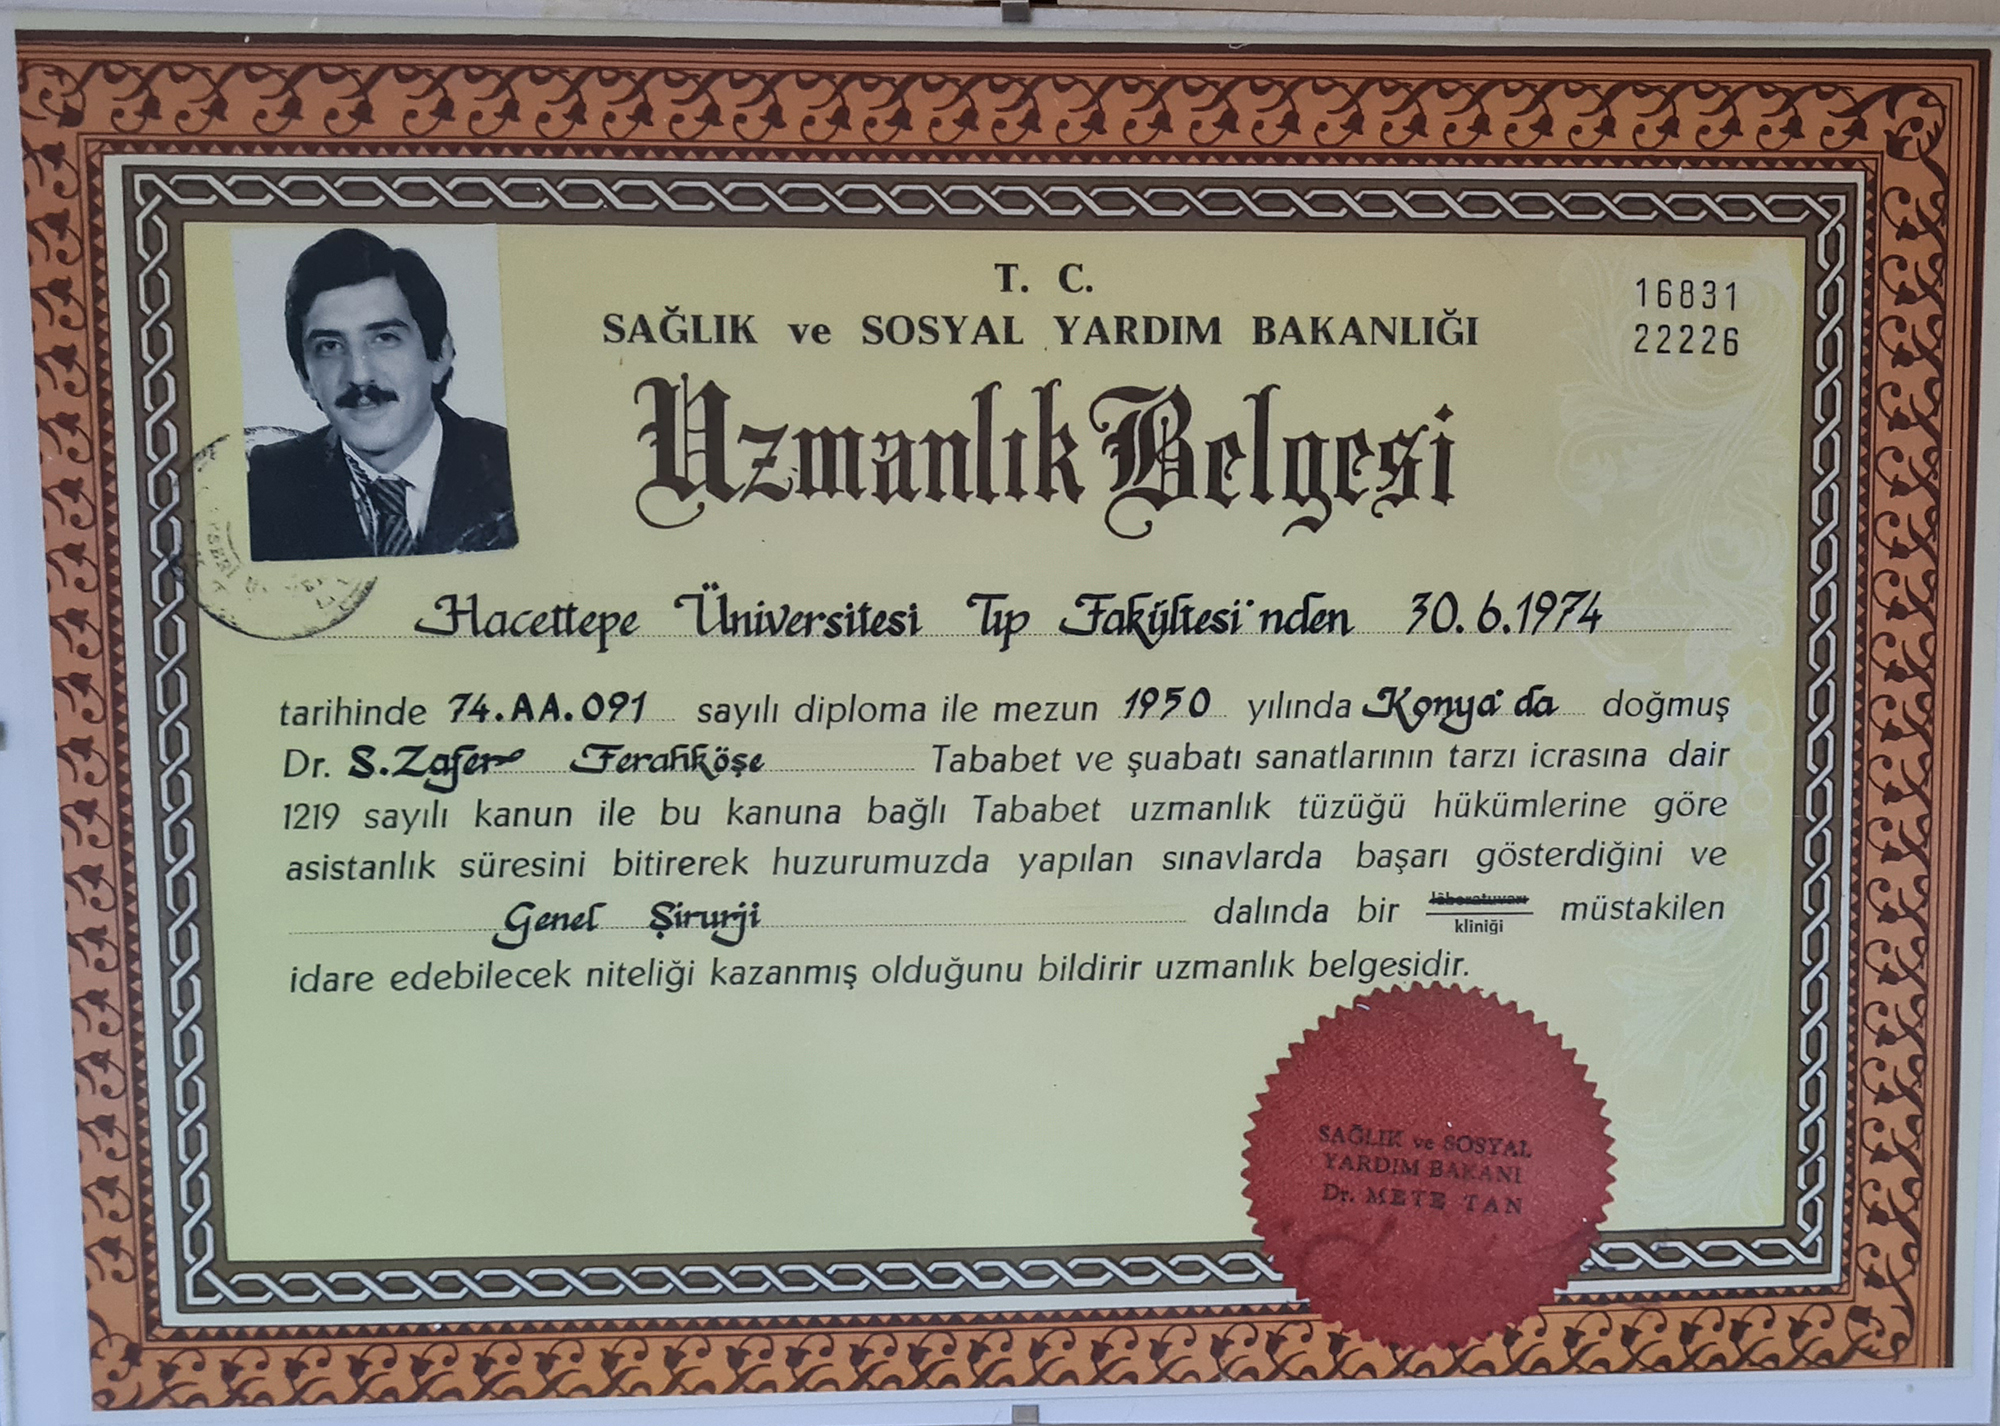 T. C.
SAĞLIK ve SOSYAL YARDIM BAKANLIĞI
16831
22226
Uzmanlık Belgesi
Hacettepe Üniversitesi Tıp Fakültesi'nden 30.6.1974
tarihinde 74.AA.091 sayılı diploma ile mezun 1950 yılında Konya'da doğmuş
Dr. S.Zafer Ferahköşe Tababet ve şuabatı sanatlarının tarzı icrasına dair
1219 sayılı kanun ile bu kanuna bağlı Tababet uzmanlık tüzüğü hükümlerine göre
asistanlık süresini bitirerek huzurumuzda yapılan sınavlarda başarı gösterdiğini ve
Genel Şirurji dalında bir lâboratuvarı müstakilen
kliniği
idare edebilecek niteliği kazanmış olduğunu bildirir uzmanlık belgesidir.
SAĞLIK ve SOSYAL
YARDIM BAKANI
Dr. METE TAN